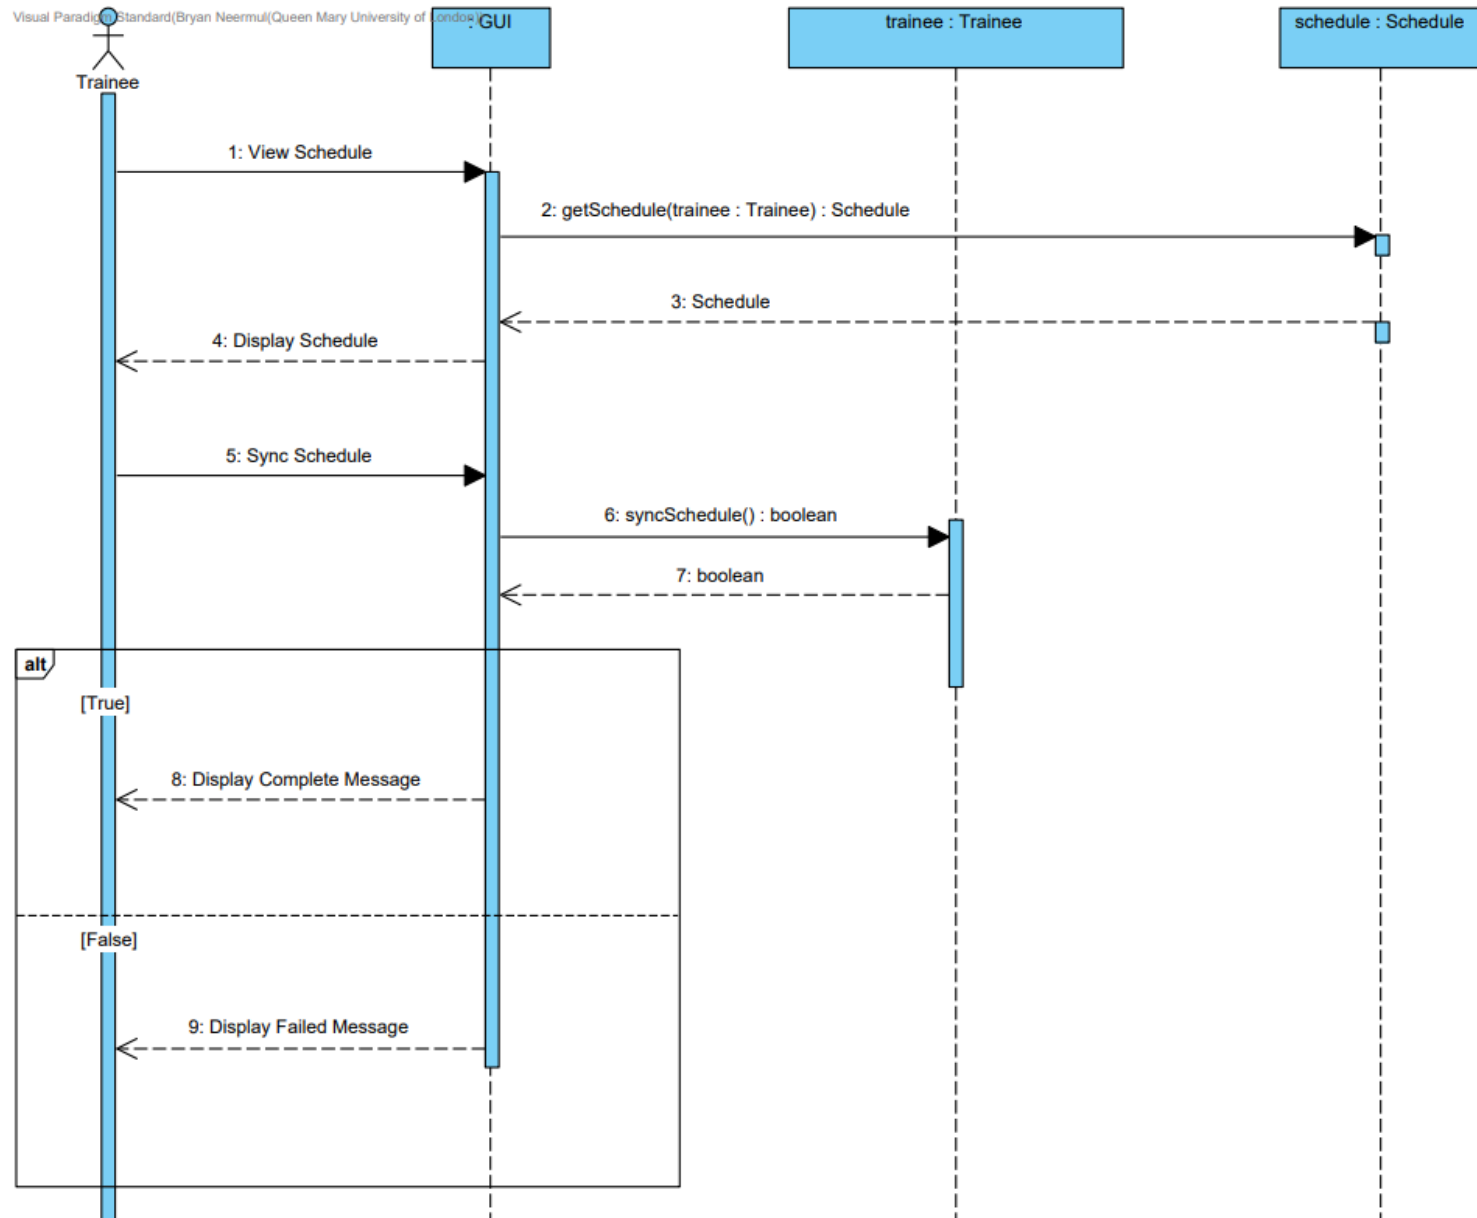 Visual Paradigm Standard(Bryan Neermul(Queen Mary University of London))
: GUI
trainee : Trainee
schedule : Schedule
Trainee
1: View Schedule
2: getSchedule(trainee : Trainee) : Schedule
3: Schedule
4: Display Schedule
5: Sync Schedule
6: syncSchedule() : boolean
7: boolean
alt
[True]
8: Display Complete Message
[False]
9: Display Failed Message